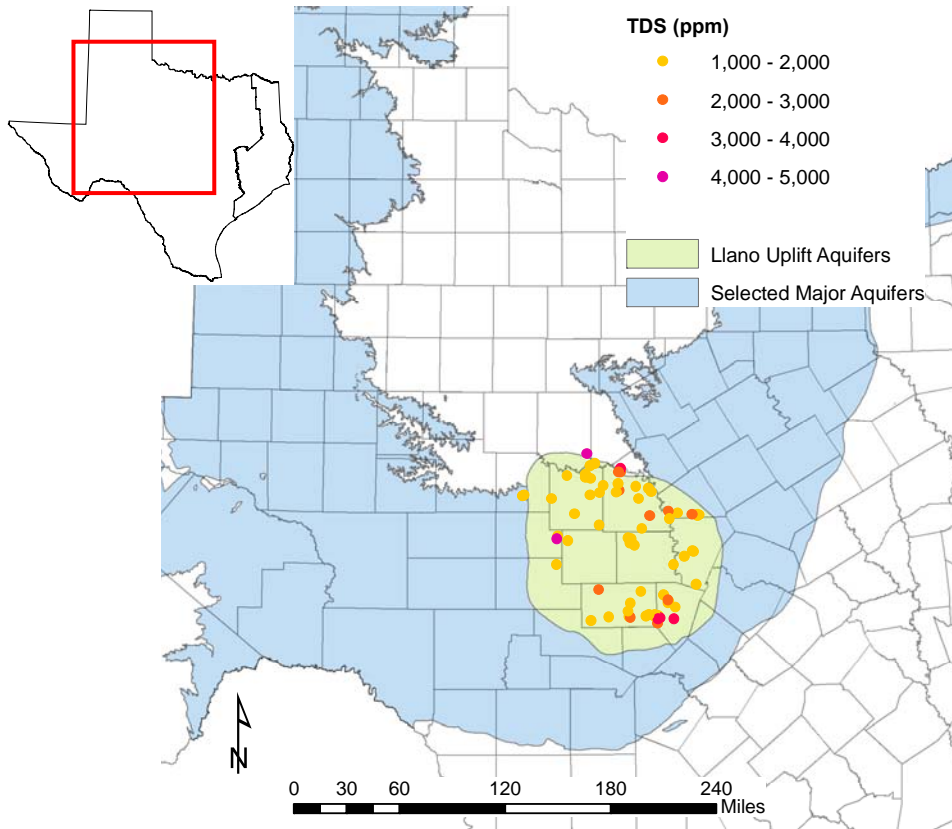 TDS (ppm)
1,000 - 2,000
2,000 - 3,000
3,000 - 4,000
4,000 - 5,000
Llano Uplift Aquifers
Selected Major Aquifers
N
0 30 60 120 180 240
Miles